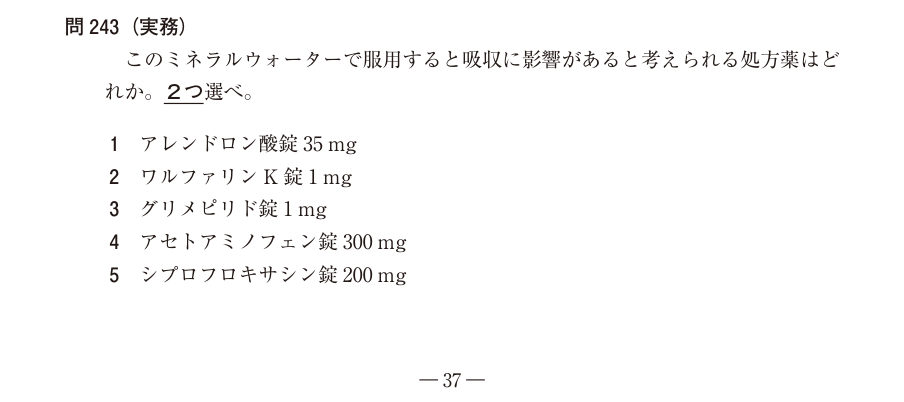 問 243（実務）
このミネラルウォーターで服用すると吸収に影響があると考えられる処方薬はど
れか。２つ選べ。
1 アレンドロン酸錠 35 mg
2 ワルファリン K 錠 1 mg
3 グリメピリド錠 1 mg
4 アセトアミノフェン錠 300 mg
5 シプロフロキサシン錠 200 mg
― 37 ―